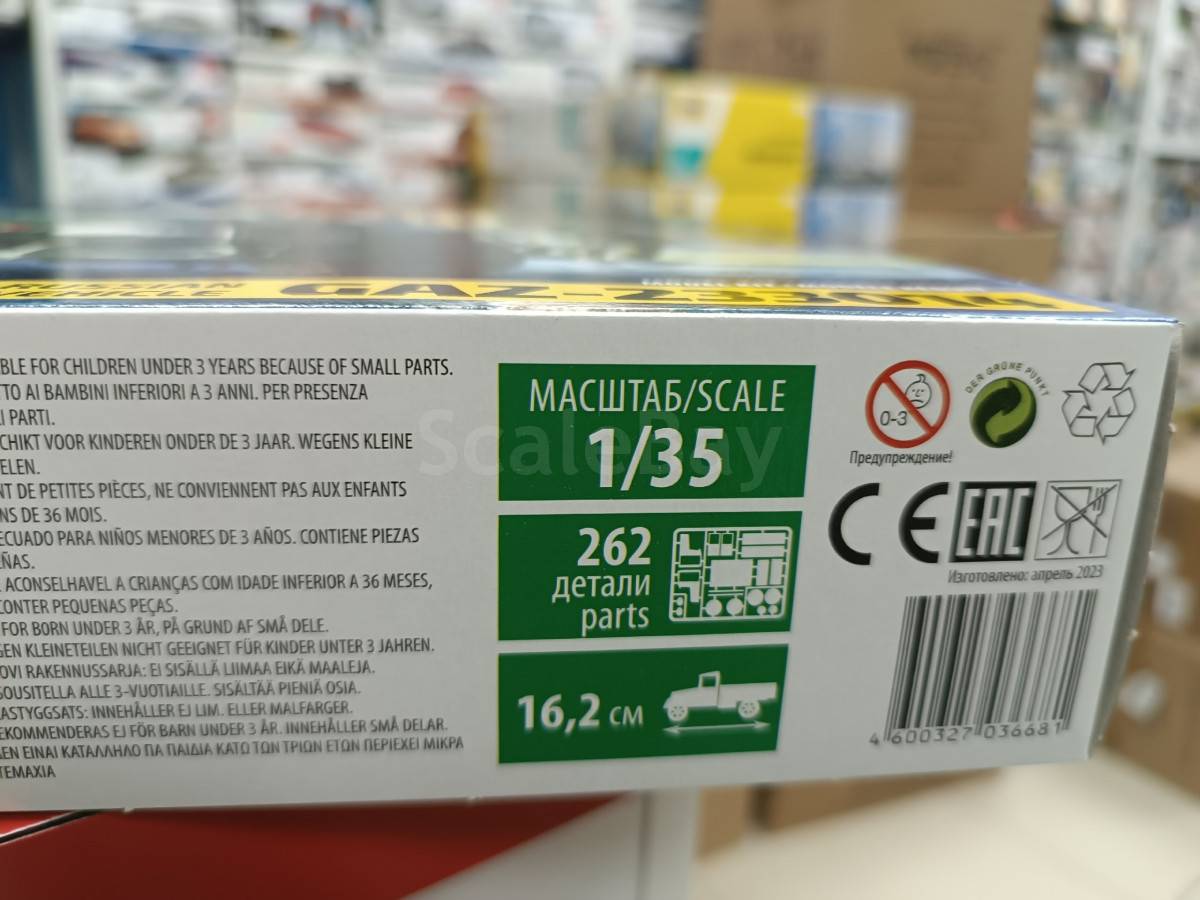 GAZ-233014
BLE FOR CHILDREN UNDER 3 YEARS BECAUSE OF SMALL PARTS.
TTO AI BAMBINI INFERIORI A 3 ANNI. PER PRESENZA
I PARTI.
CHIKT VOOR KINDEREN ONDER DE 3 JAAR. WEGENS KLEINE
ELEN.
NT DE PETITES PIÈCES, NE CONVIENNENT PAS AUX ENFANTS
NS DE 36 MOIS.
ECUADO PARA NIÑOS MENORES DE 3 AÑOS. CONTIENE PIEZAS
ÑAS.
ACONSELHAVEL A CRIANÇAS COM IDADE INFERIOR A 36 MESES,
CONTER PEQUENAS PEÇAS.
FOR BORN UNDER 3 ÅR, PÅ GRUND AF SMÅ DELE.
GEN KLEINETEILEN NICHT GEEIGNET FÜR KINDER UNTER 3 JAHREN.
OVI RAKENNUSSARJA: EI SISÄLLÄ LIIMAA EIKÄ MAALEJA.
SOUSITELLA ALLE 3-VUOTIAILLE. SISÄLTÄÄ PIENIÄ OSIA.
ASTYGGSATS: INNEHÅLLER EJ LIM. ELLER MALFARGER.
EKOMMENDERAS EJ FÖR BARN UNDER 3 ÅR. INNEHÅLLER SMÅ DELAR.
ΔΕΝ ΕΙΝΑΙ ΚΑΤΑΛΛΗΛΟ ΓΙΑ ΠΑΙΔΙΑ ΚΑΤΩ ΤΩΝ ΤΡΙΩΝ ΕΤΩΝ ΠΕΡΙΕΧΕΙ ΜΙΚΡΑ
ΤΕΜΑΧΙΑ
МАСШТАБ/SCALE
1/35
ScaleBay
262
детали
parts
16,2 см
0-3
Предупреждение!
DER GRÜNE PUNKT
CE
EAC
Изготовлено: апрель 2023
4 600327 036681